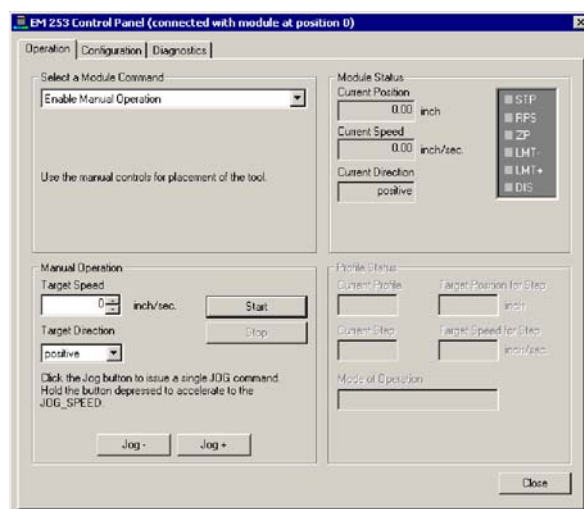 EM 253 Control Panel (connected with module at position 0)
Operation
Configuration
Diagnostics
Select a Module Command
Enable Manual Operation
Use the manual controls for placement of the tool.
Module Status
Current Position
0.00 inch
Current Speed
0.00 inch/sec.
Current Direction
positive
STP
RPS
ZP
LMT-
LMT+
DIS
Manual Operation
Target Speed
0 inch/sec.
Start
Target Direction
Stop
positive
Click the Jog button to issue a single JOG command.
Hold the button depressed to accelerate to the
JOG_SPEED.
Jog -
Jog +
Profile Status
Current Profile
Target Position for Step
inch
Current Step
Target Speed for Step
inch/sec.
Mode of Operation
Close